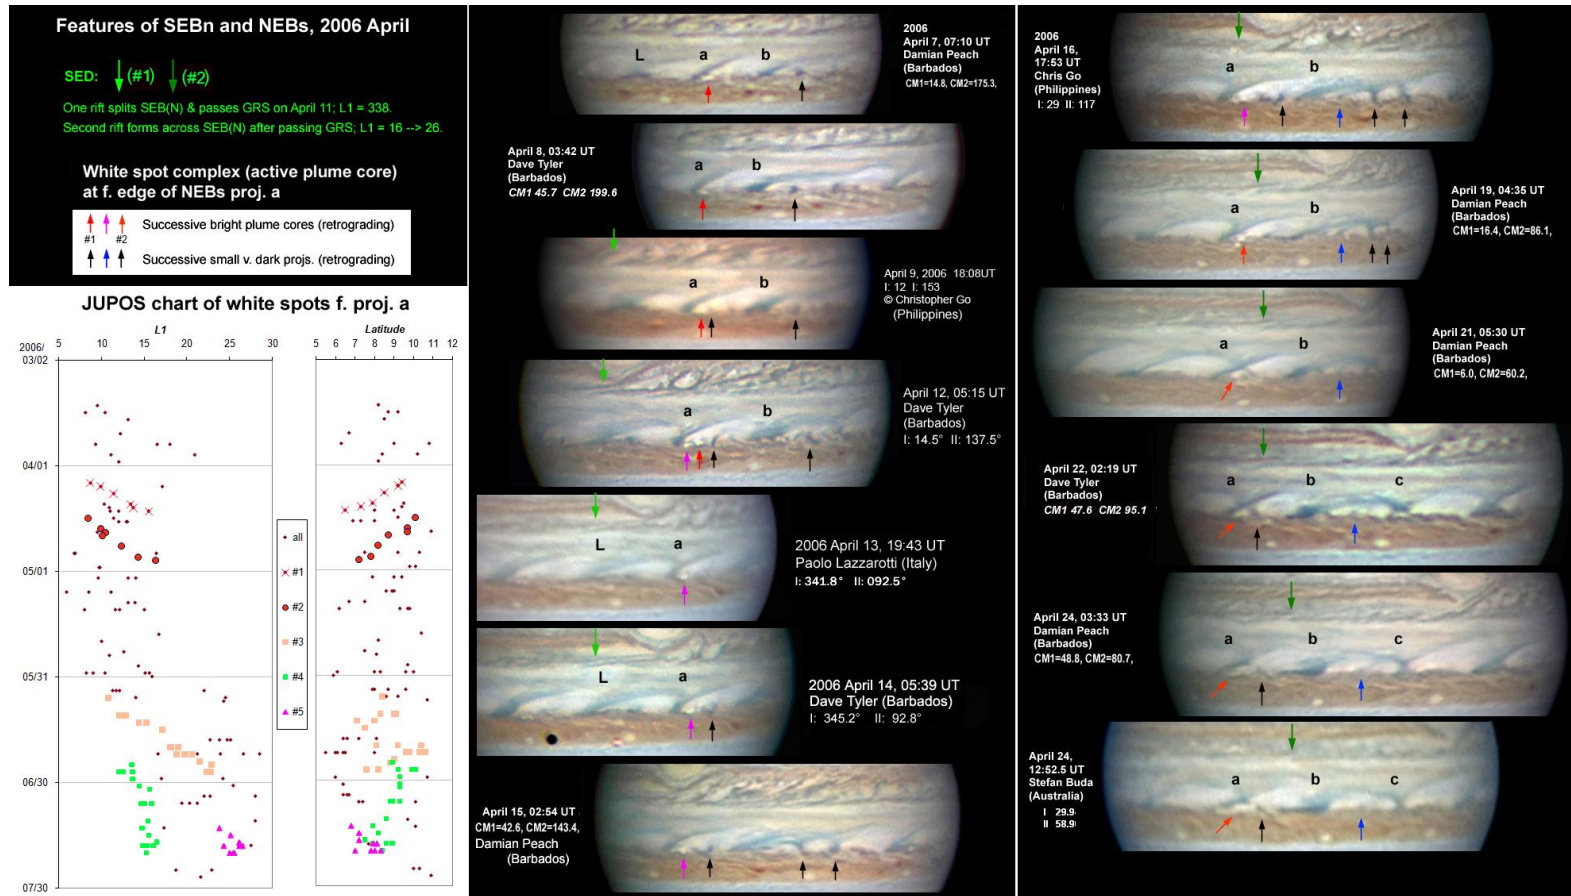 Features of SEBn and NEBs, 2006 April
SED: (#1) (#2)
One rift splits SEB(N) & passes GRS on April 11; L1 = 338.
Second rift forms across SEB(N) after passing GRS; L1 = 16 --> 26.
White spot complex (active plume core)
at f. edge of NEBs proj. a
Successive bright plume cores (retrograding)
#1 #2
Successive small v. dark projs. (retrograding)
JUPOS chart of white spots f. proj. a
L1 Latitude
2006/ 5 10 15 20 25 30 5 6 7 8 9 10 11 12
03/02
04/01
05/01
05/31
06/30
07/30
all
#1
#2
#3
#4
#5
L a b
2006
April 7, 07:10 UT
Damian Peach
(Barbados)
CM1=14.8, CM2=175.3,
April 8, 03:42 UT
Dave Tyler
(Barbados)
CM1 45.7 CM2 199.6
a b
a b
April 9, 2006 18:08UT
I: 12 I: 153
© Christopher Go
(Philippines)
a b
April 12, 05:15 UT
Dave Tyler
(Barbados)
I: 14.5° II: 137.5°
L a
2006 April 13, 19:43 UT
Paolo Lazzarotti (Italy)
I: 341.8° II: 092.5°
L a
2006 April 14, 05:39 UT
Dave Tyler (Barbados)
I: 345.2° II: 92.8°
April 15, 02:54 UT
CM1=42.6, CM2=143.4,
Damian Peach
(Barbados)
2006
April 16,
17:53 UT
Chris Go
(Philippines)
I: 29 II: 117
a b
a b
April 19, 04:35 UT
Damian Peach
(Barbados)
CM1=16.4, CM2=86.1,
a b
April 21, 05:30 UT
Damian Peach
(Barbados)
CM1=6.0, CM2=60.2,
April 22, 02:19 UT
Dave Tyler
(Barbados)
CM1 47.6 CM2 95.1
a b c
April 24, 03:33 UT
Damian Peach
(Barbados)
CM1=48.8, CM2=80.7,
a b c
April 24,
12:52.5 UT
Stefan Buda
(Australia)
I 29.9
II 58.9
a b c